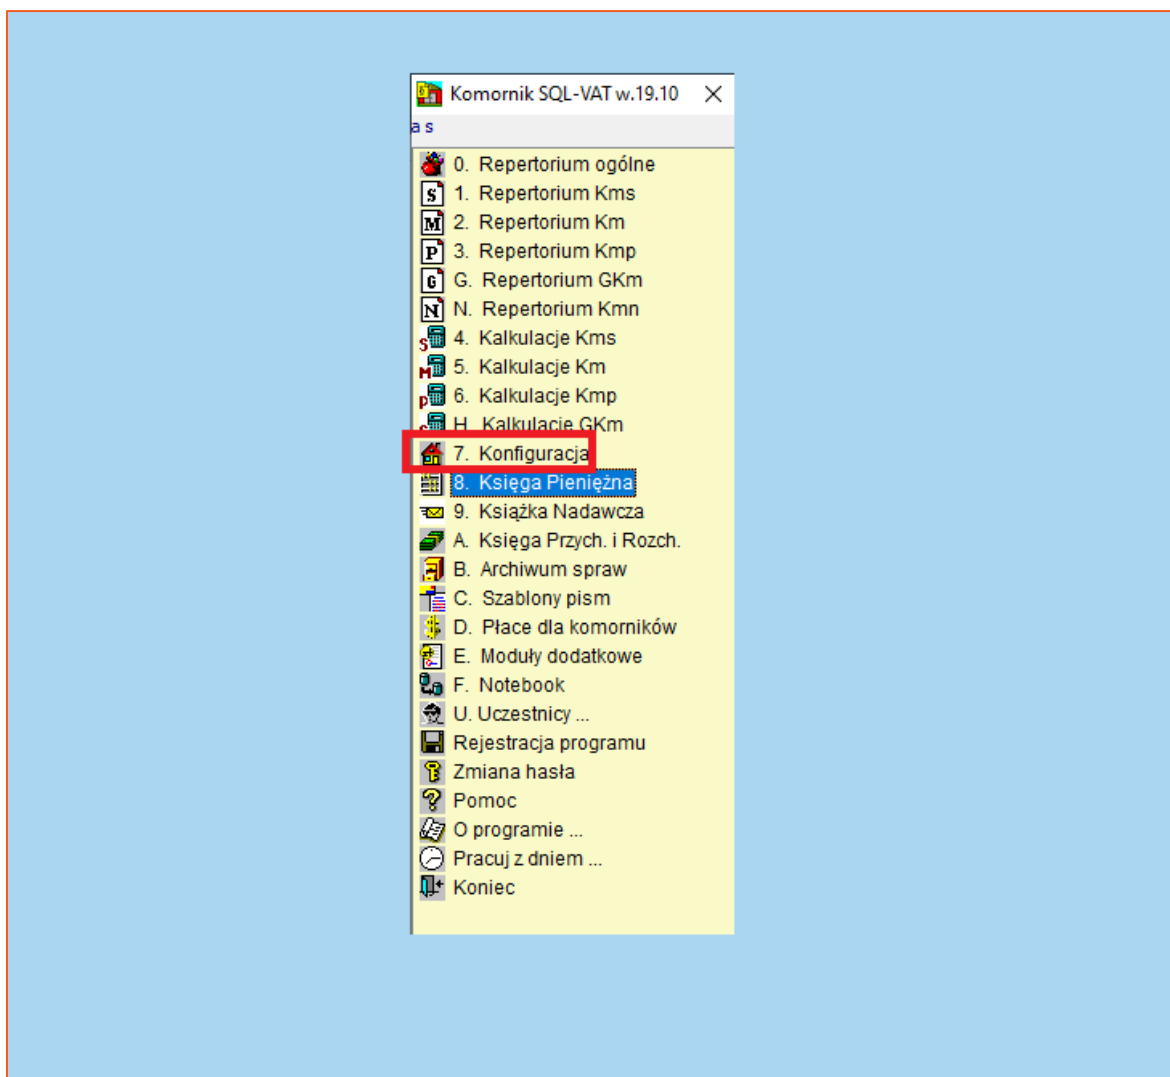 Komornik SQL-VAT w.19.10
a s
0. Repertorium ogólne
1. Repertorium Kms
2. Repertorium Km
3. Repertorium Kmp
G. Repertorium GKm
N. Repertorium Kmn
4. Kalkulacje Kms
5. Kalkulacje Km
6. Kalkulacje Kmp
H. Kalkulacje GKm
7. Konfiguracja
8. Księga Pieniężna
9. Książka Nadawcza
A. Księga Przych. i Rozch.
B. Archiwum spraw
C. Szablony pism
D. Płace dla komorników
E. Moduły dodatkowe
F. Notebook
U. Uczestnicy ...
Rejestracja programu
Zmiana hasła
Pomoc
O programie ...
Pracuj z dniem ...
Koniec